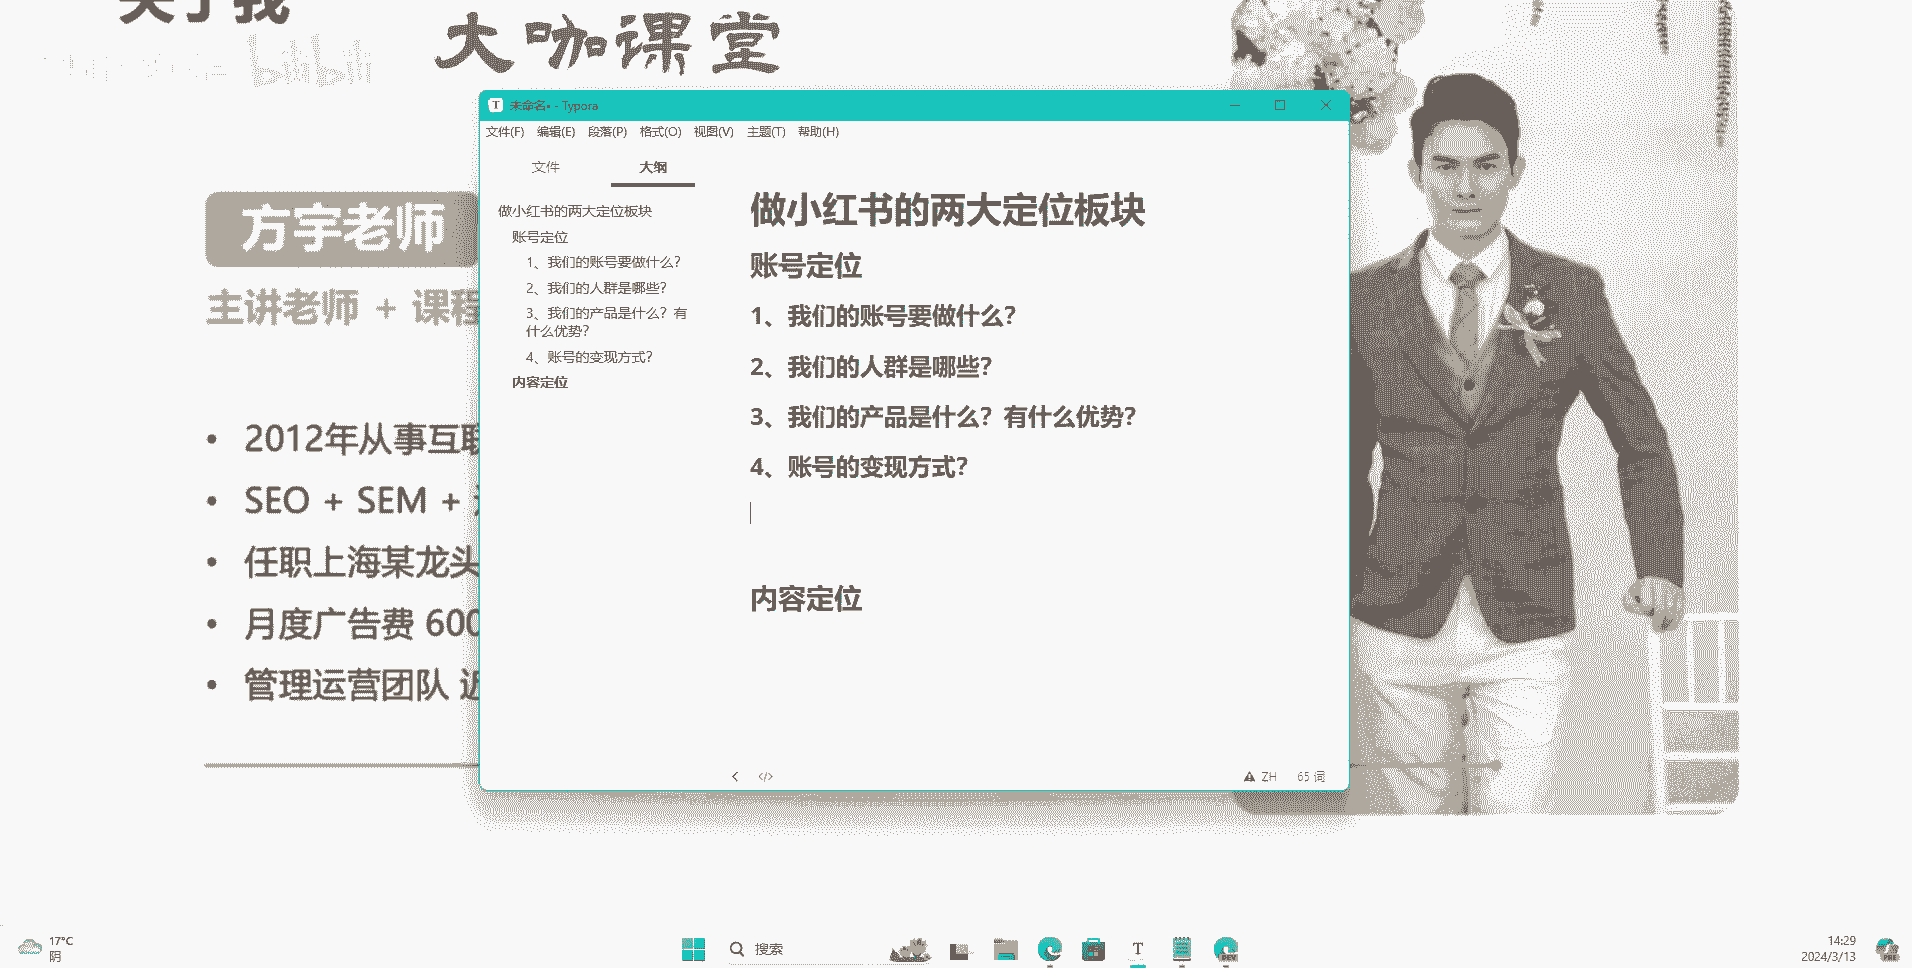 关于我
bilibili
大咖课堂
未命名• - Typora
文件(F) 编辑(E) 段落(P) 格式(O) 视图(V) 主题(T) 帮助(H)
文件 大纲
做小红书的两大定位板块
账号定位
1、我们的账号要做什么?
2、我们的人群是哪些?
3、我们的产品是什么? 有
什么优势?
4、账号的变现方式?
内容定位
做小红书的两大定位板块
账号定位
1、我们的账号要做什么?
2、我们的人群是哪些?
3、我们的产品是什么? 有什么优势?
4、账号的变现方式?
内容定位
</> ZH 65 词
方宇老师
主讲老师 + 课程
• 2012年从事互联
• SEO + SEM +
• 任职上海某龙头
• 月度广告费 600
• 管理运营团队 近
17°C
阴
搜索
T
DEV
14:29
2024/3/13
PRE